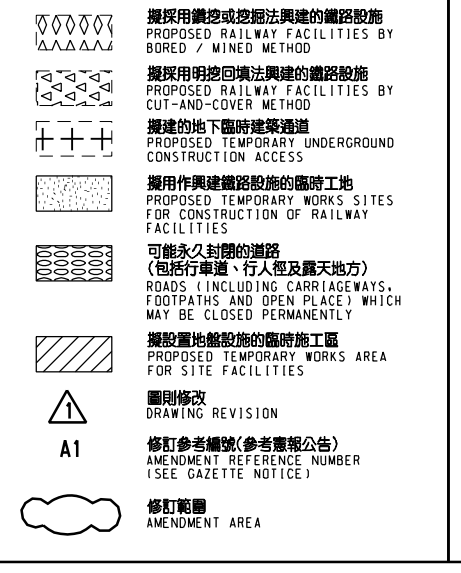 擬採用鑽挖或挖掘法興建的鐵路設施
PROPOSED RAILWAY FACILITIES BY
BORED / MINED METHOD
擬採用明挖回填法興建的鐵路設施
PROPOSED RAILWAY FACILITIES BY
CUT-AND-COVER METHOD
擬建的地下臨時建築通道
PROPOSED TEMPORARY UNDERGROUND
CONSTRUCTION ACCESS
擬用作興建鐵路設施的臨時工地
PROPOSED TEMPORARY WORKS SITES
FOR CONSTRUCTION OF RAILWAY
FACILITIES
可能永久封閉的道路
(包括行車道、行人徑及露天地方)
ROADS (INCLUDING CARRIAGEWAYS,
FOOTPATHS AND OPEN PLACE) WHICH
MAY BE CLOSED PERMANENTLY
擬設置地盤設施的臨時施工區
PROPOSED TEMPORARY WORKS AREA
FOR SITE FACILITIES
1
圖則修改
DRAWING REVISION
A1
修訂參考編號(參考憲報公告)
AMENDMENT REFERENCE NUMBER
(SEE GAZETTE NOTICE)
修訂範圍
AMENDMENT AREA